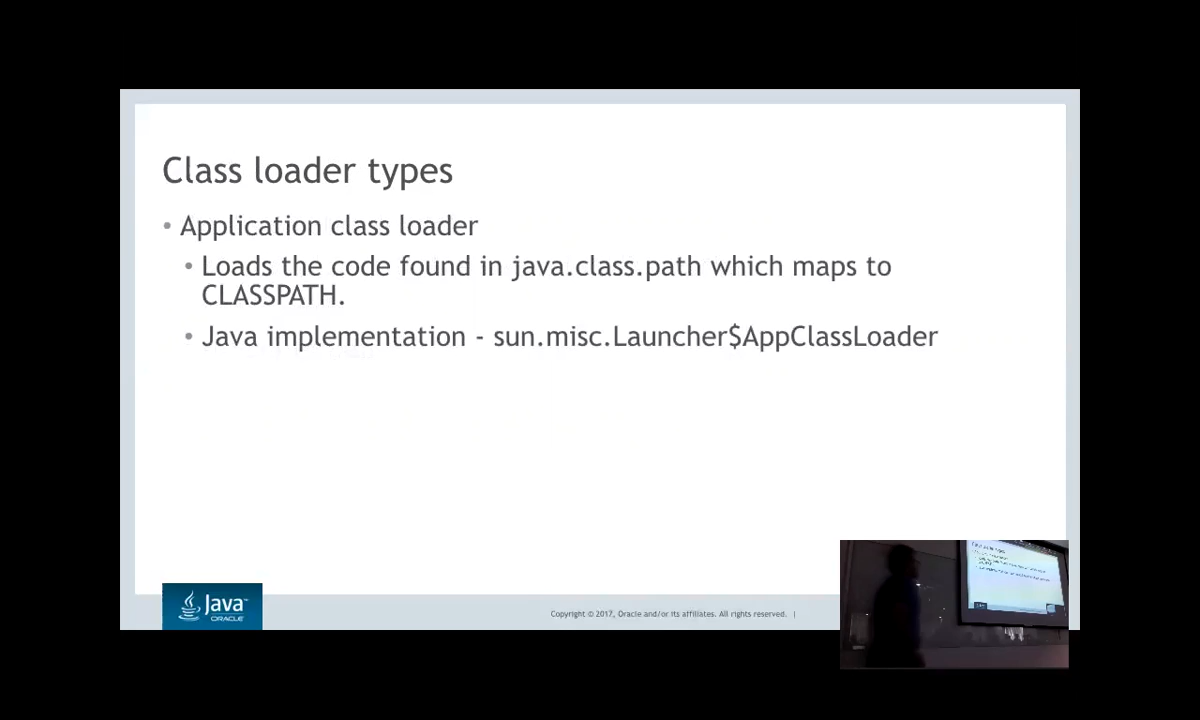 Class loader types
• Application class loader
• Loads the code found in java.class.path which maps to
CLASSPATH.
• Java implementation - sun.misc.Launcher$AppClassLoader
Java™
ORACLE
Copyright © 2017, Oracle and/or its affiliates. All rights reserved. |